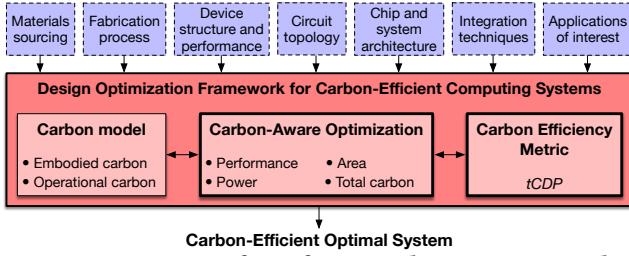 Materials sourcing
Fabrication process
Device structure and performance
Circuit topology
Chip and system architecture
Integration techniques
Applications of interest
Design Optimization Framework for Carbon-Efficient Computing Systems
Carbon model
• Embodied carbon
• Operational carbon
Carbon-Aware Optimization
• Performance
• Power
• Area
• Total carbon
Carbon Efficiency
Metric
tCDP
Carbon-Efficient Optimal System